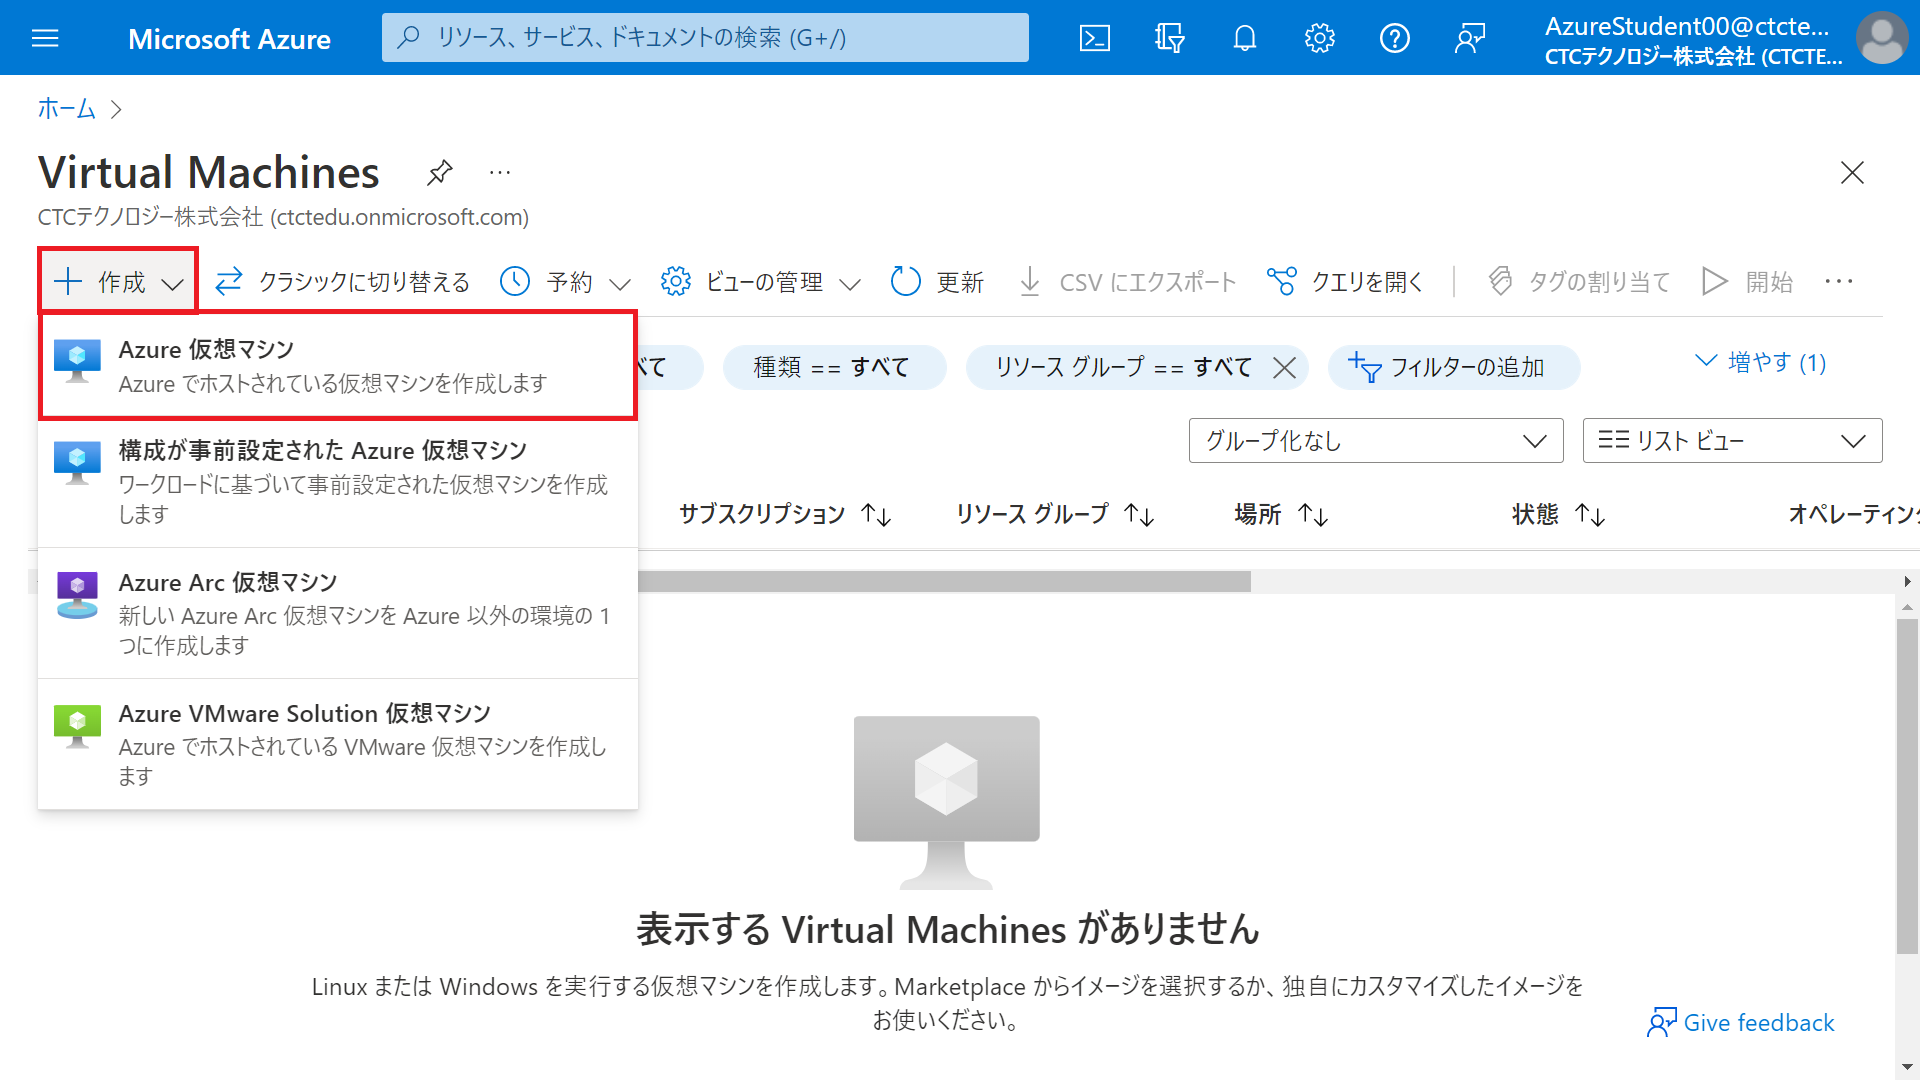 Microsoft Azure
リソース、サービス、ドキュメントの検索 (G+/)
AzureStudent00@ctcte...
CTCテクノロジー株式会社 (CTCTE...
ホーム
Virtual Machines
...
CTCテクノロジー株式会社 (ctctedu.onmicrosoft.com)
作成
クラシックに切り替える
予約
ビューの管理
更新
CSV にエクスポート
クエリを開く
タグの割り当て
開始
...
Azure 仮想マシン
Azure でホストされている仮想マシンを作成します
構成が事前設定された Azure 仮想マシン
ワークロードに基づいて事前設定された仮想マシンを作成
します
Azure Arc 仮想マシン
新しい Azure Arc 仮想マシンを Azure 以外の環境の 1
つに作成します
Azure VMware Solution 仮想マシン
Azure でホストされている VMware 仮想マシンを作成し
ます
種類 == すべて
リソース グループ == すべて
フィルターの追加
増やす (1)
グループ化なし
リスト ビュー
サブスクリプション
リソース グループ
場所
状態
オペレーティング
表示する Virtual Machines がありません
Linux または Windows を実行する仮想マシンを作成します。Marketplace からイメージを選択するか、独自にカスタマイズしたイメージを
お使いください。
Give feedback